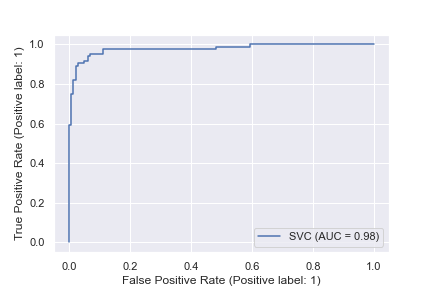 True Positive Rate (Positive label: 1)
1.0
0.8
0.6
0.4
0.2
0.0
SVC (AUC = 0.98)
0.0 0.2 0.4 0.6 0.8 1.0
False Positive Rate (Positive label: 1)